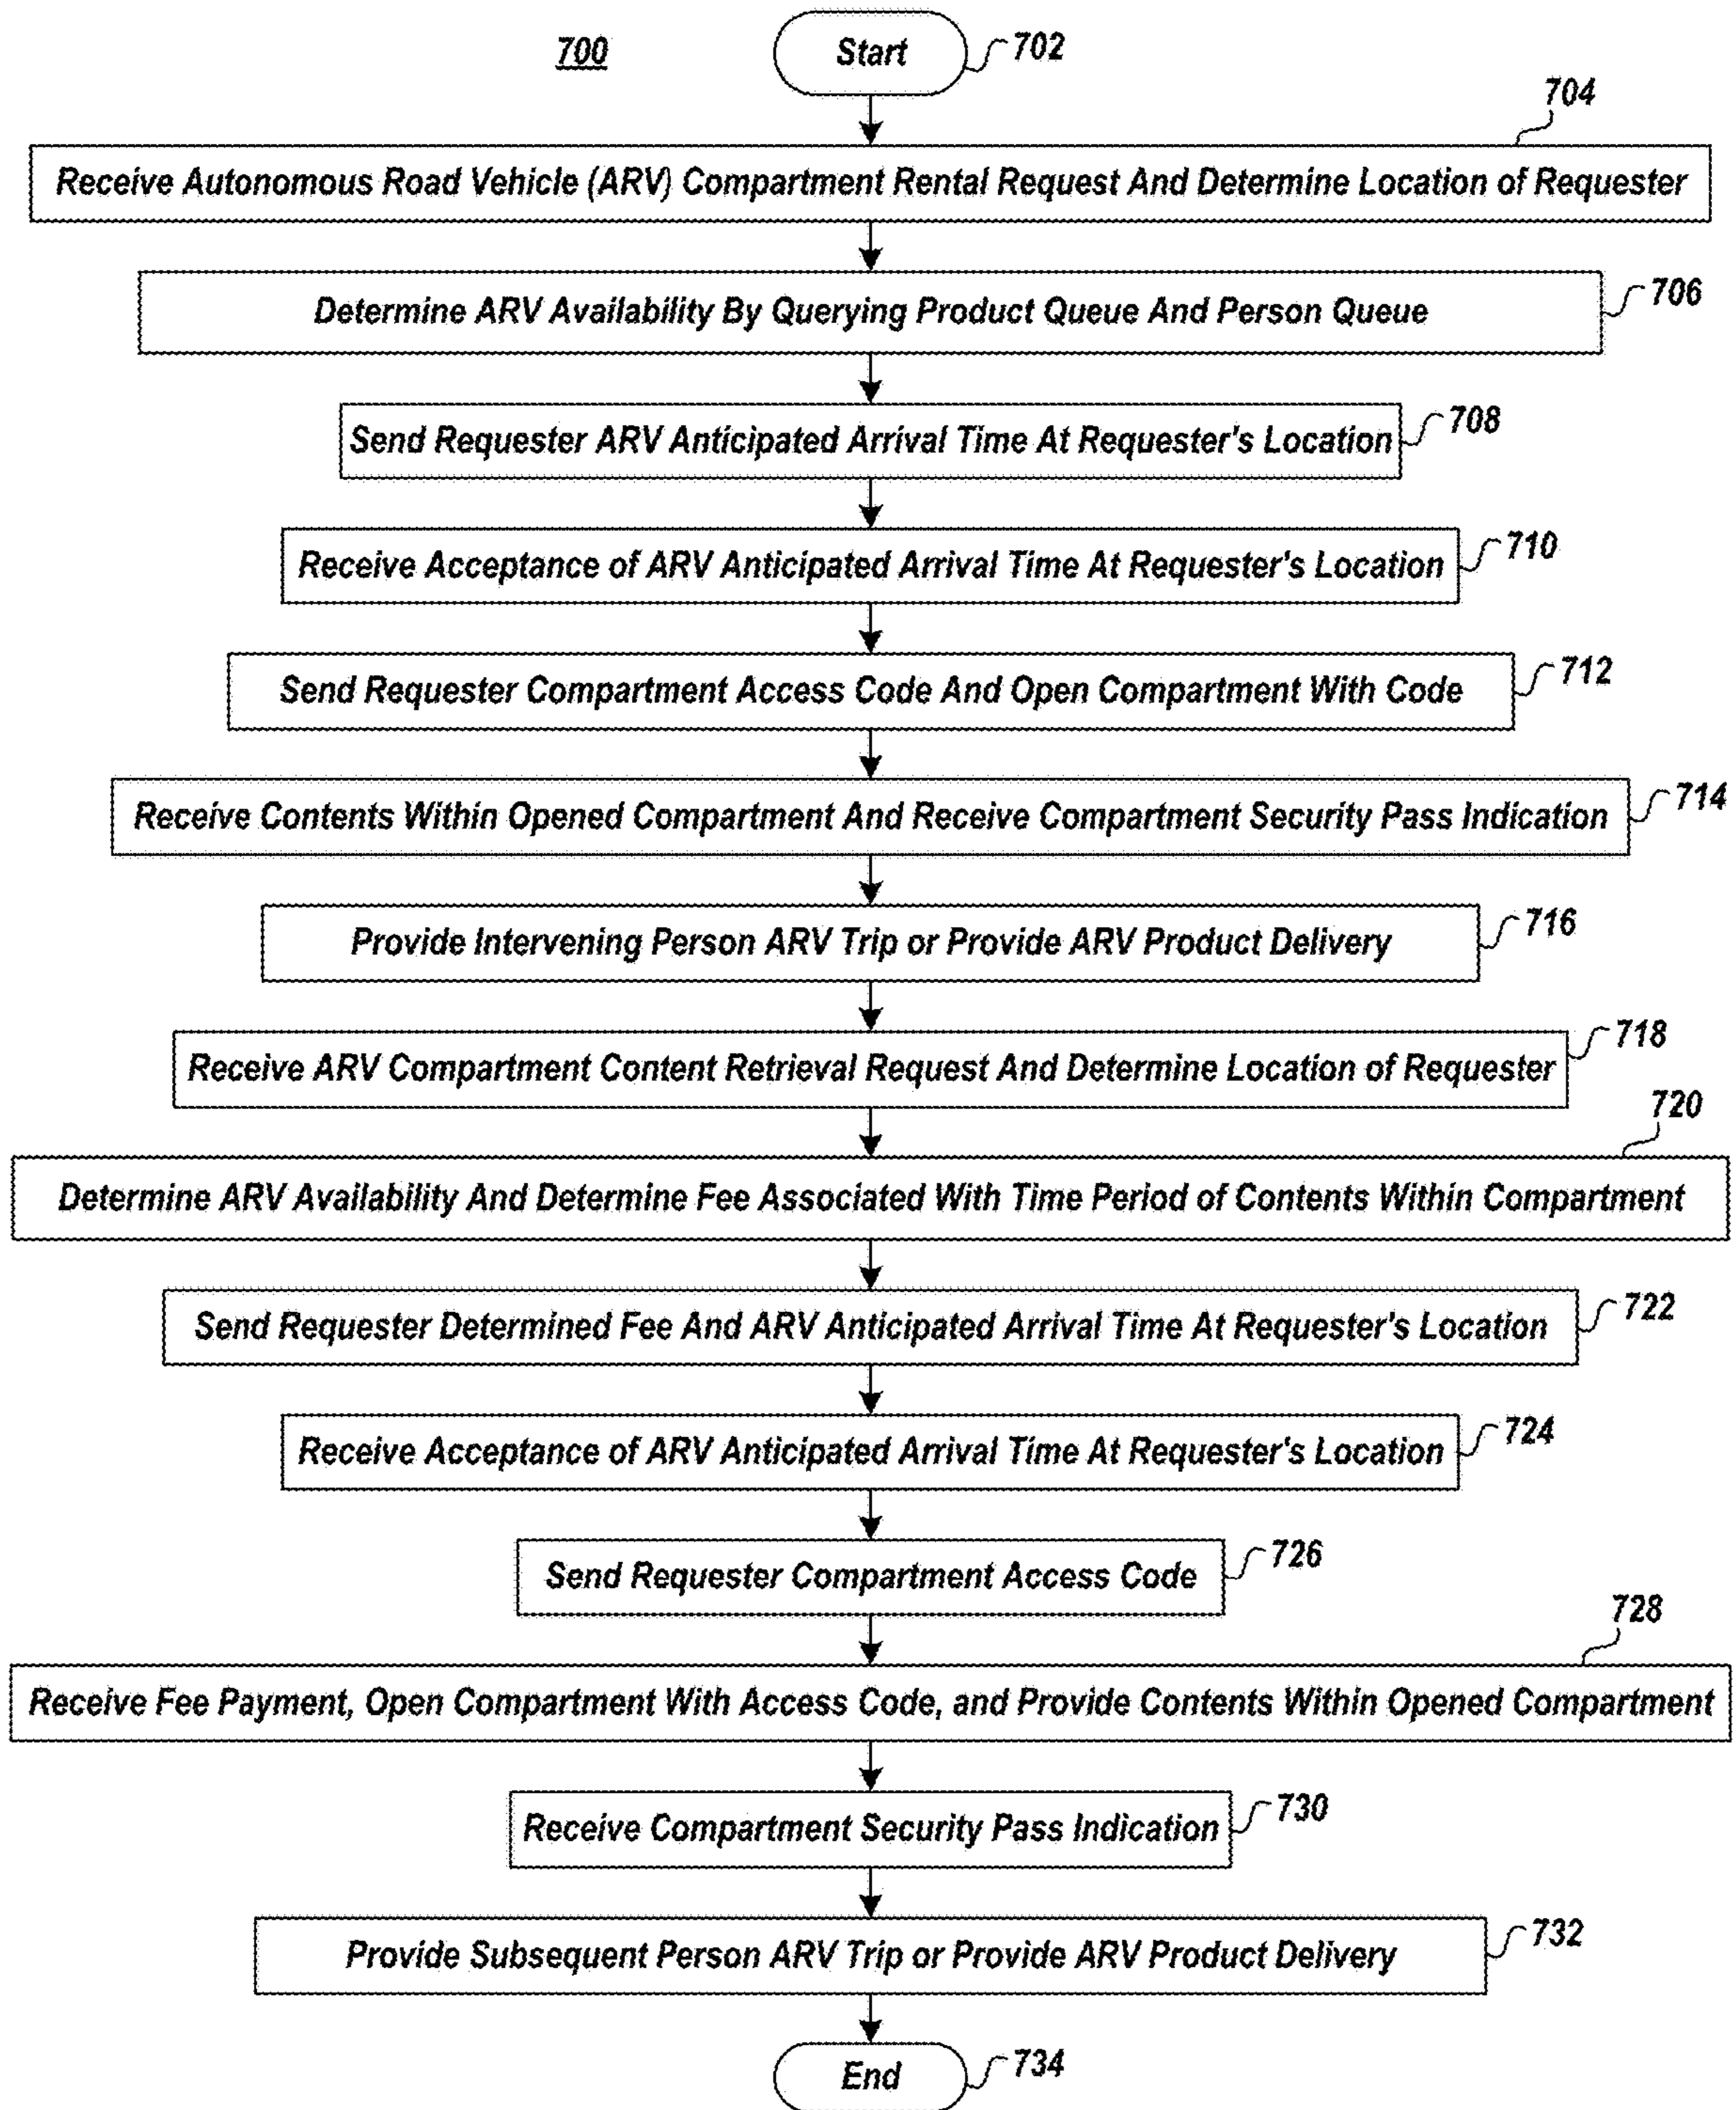 700
Start
702
704
Receive Autonomous Road Vehicle (ARV) Compartment Rental Request And Determine Location of Requester
Determine ARV Availability By Querying Product Queue And Person Queue
706
Send Requester ARV Anticipated Arrival Time At Requester's Location
708
Receive Acceptance of ARV Anticipated Arrival Time At Requester's Location
710
Send Requester Compartment Access Code And Open Compartment With Code
712
Receive Contents Within Opened Compartment And Receive Compartment Security Pass Indication
714
Provide Intervening Person ARV Trip or Provide ARV Product Delivery
716
Receive ARV Compartment Content Retrieval Request And Determine Location of Requester
718
720
Determine ARV Availability And Determine Fee Associated With Time Period of Contents Within Compartment
Send Requester Determined Fee And ARV Anticipated Arrival Time At Requester's Location
722
Receive Acceptance of ARV Anticipated Arrival Time At Requester's Location
724
Send Requester Compartment Access Code
726
728
Receive Fee Payment, Open Compartment With Access Code, and Provide Contents Within Opened Compartment
Receive Compartment Security Pass Indication
730
Provide Subsequent Person ARV Trip or Provide ARV Product Delivery
732
End
734